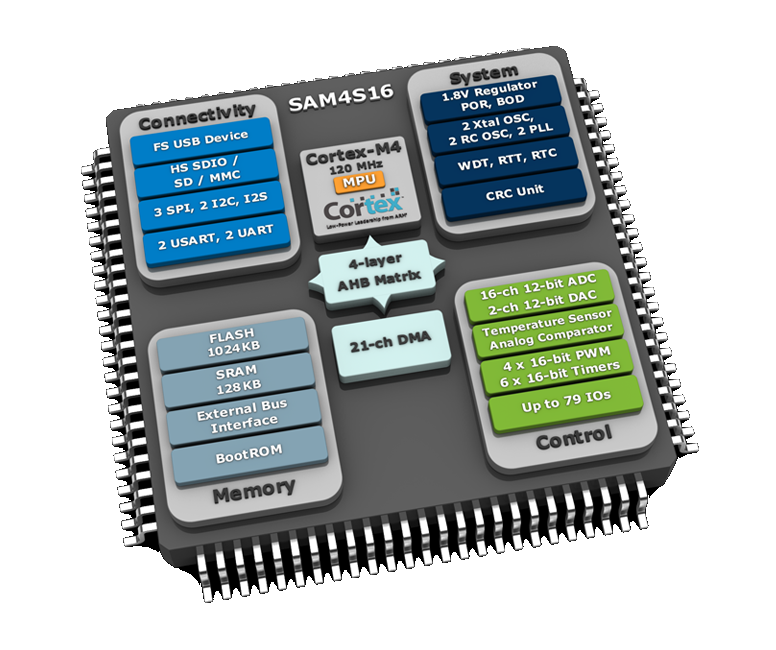 SAM4S16
Connectivity
FS USB Device
HS SDIO /
SD / MMC
3 SPI, 2 I2C, I2S
2 USART, 2 UART
Cortex-M4
120 MHz
MPU
Cortex
Low-Power Leadership from ARM
System
1.8V Regulator
POR, BOD
2 Xtal OSC,
2 RC OSC, 2 PLL
WDT, RTT, RTC
CRC Unit
4-layer
AHB Matrix
21-ch DMA
FLASH
1024KB
SRAM
128KB
External Bus
Interface
BootROM
Memory
16-ch 12-bit ADC
2-ch 12-bit DAC
Temperature Sensor
Analog Comparator
4 x 16-bit PWM
6 x 16-bit Timers
Up to 79 IOs
Control